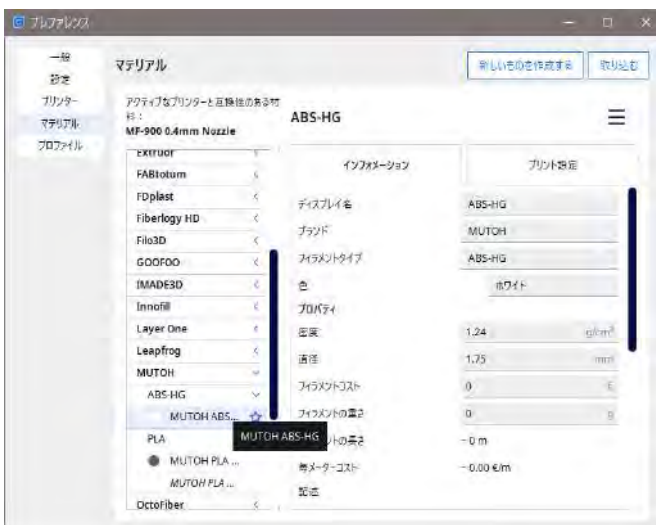 プレファレンス
一般
設定
プリンター
マテリアル
プロファイル
マテリアル
新しいものを作成する
取り込む
アクティブなプリンターと互換性のある材
料:
MF-900 0.4mm Nozzle
ABS-HG
Extrudr
FABtotum
FDplast
Fiberlogy HD
Filo3D
GOOFOO
IMADE3D
Innofill
Layer One
Leapfrog
MUTOH
ABS-HG
MUTOH ABS...
PLA
MUTOH PLA ...
MUTOH PLA ...
OctoFiber
MUTOH ABS-HG
インフォメーション
プリント設定
ディスプレイ名 ABS-HG
ブランド MUTOH
フィラメントタイプ ABS-HG
色 ホワイト
プロパティ
密度 1.24 g/cm³
直径 1.75 mm
フィラメントコスト 0 €
フィラメントの重さ 0 g
トの長さ ~ 0 m
毎メーターコスト ~ 0.00 €/m
記述